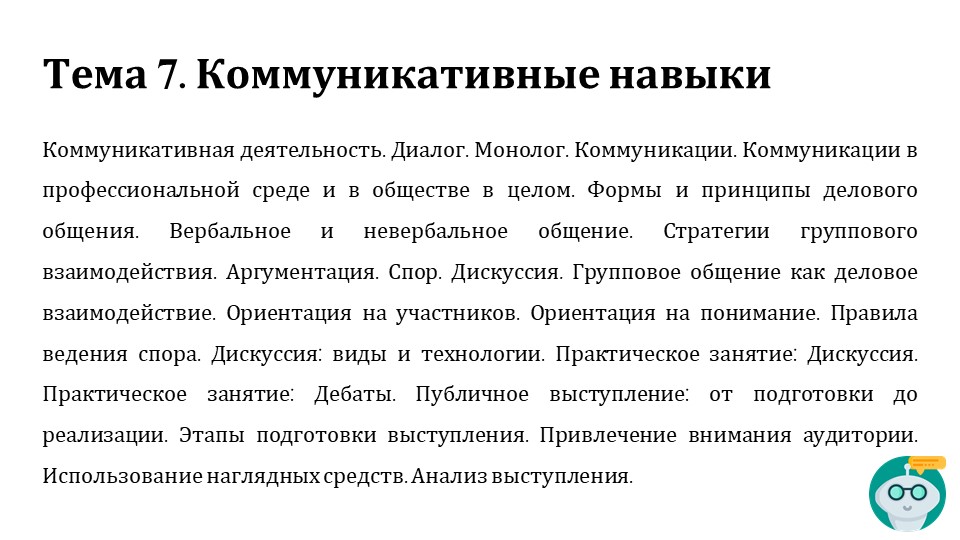 Тема 7. Коммуникативные навыки
Коммуникативная деятельность. Диалог. Монолог. Коммуникации. Коммуникации в
профессиональной среде и в обществе в целом. Формы и принципы делового
общения. Вербальное и невербальное общение. Стратегии группового
взаимодействия. Аргументация. Спор. Дискуссия. Групповое общение как деловое
взаимодействие. Ориентация на участников. Ориентация на понимание. Правила
ведения спора. Дискуссия: виды и технологии. Практическое занятие: Дискуссия.
Практическое занятие: Дебаты. Публичное выступление: от подготовки до
реализации. Этапы подготовки выступления. Привлечение внимания аудитории.
Использование наглядных средств. Анализ выступления.